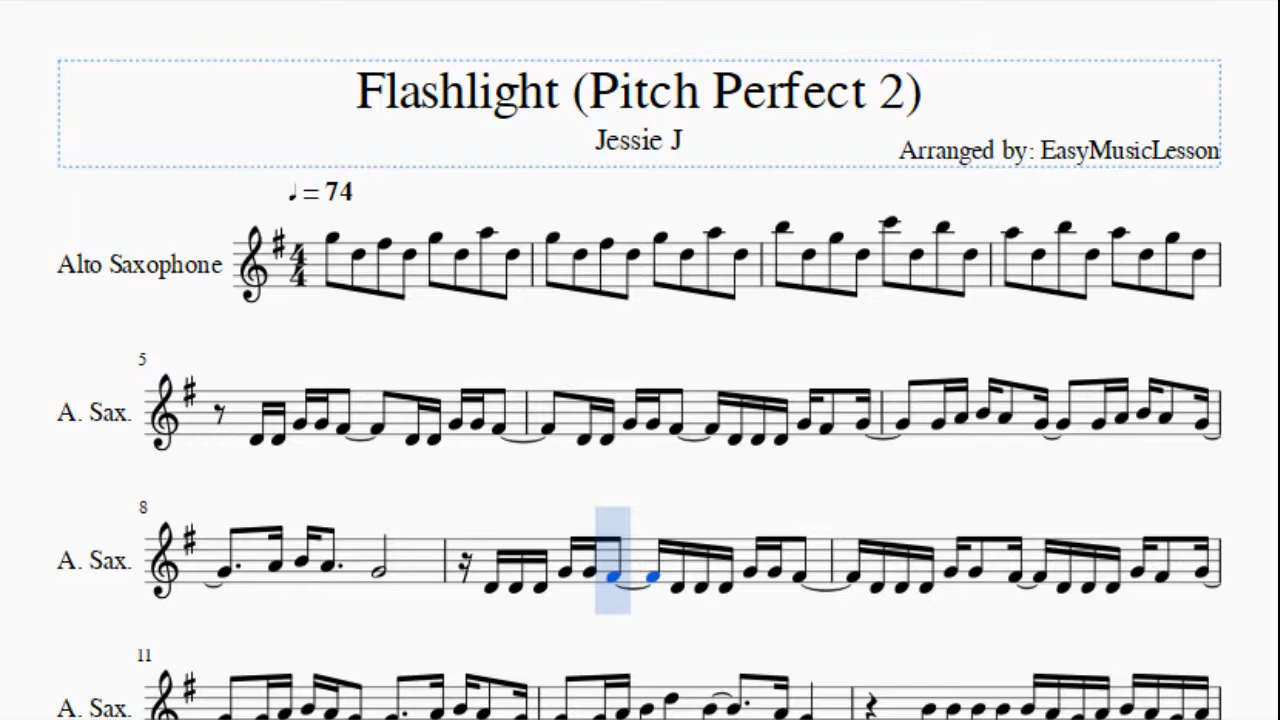 Flashlight (Pitch Perfect 2)
Jessie J
Arranged by: EasyMusicLesson
♩ = 74
Alto Saxophone
4
4
5
A. Sax.
8
A. Sax.
11
A. Sax.